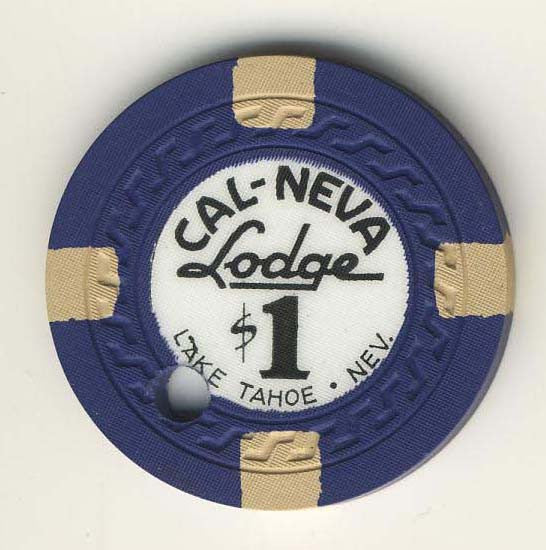 CAL-NEVA
Lodge
$1
LAKE TAHOE · NEV.